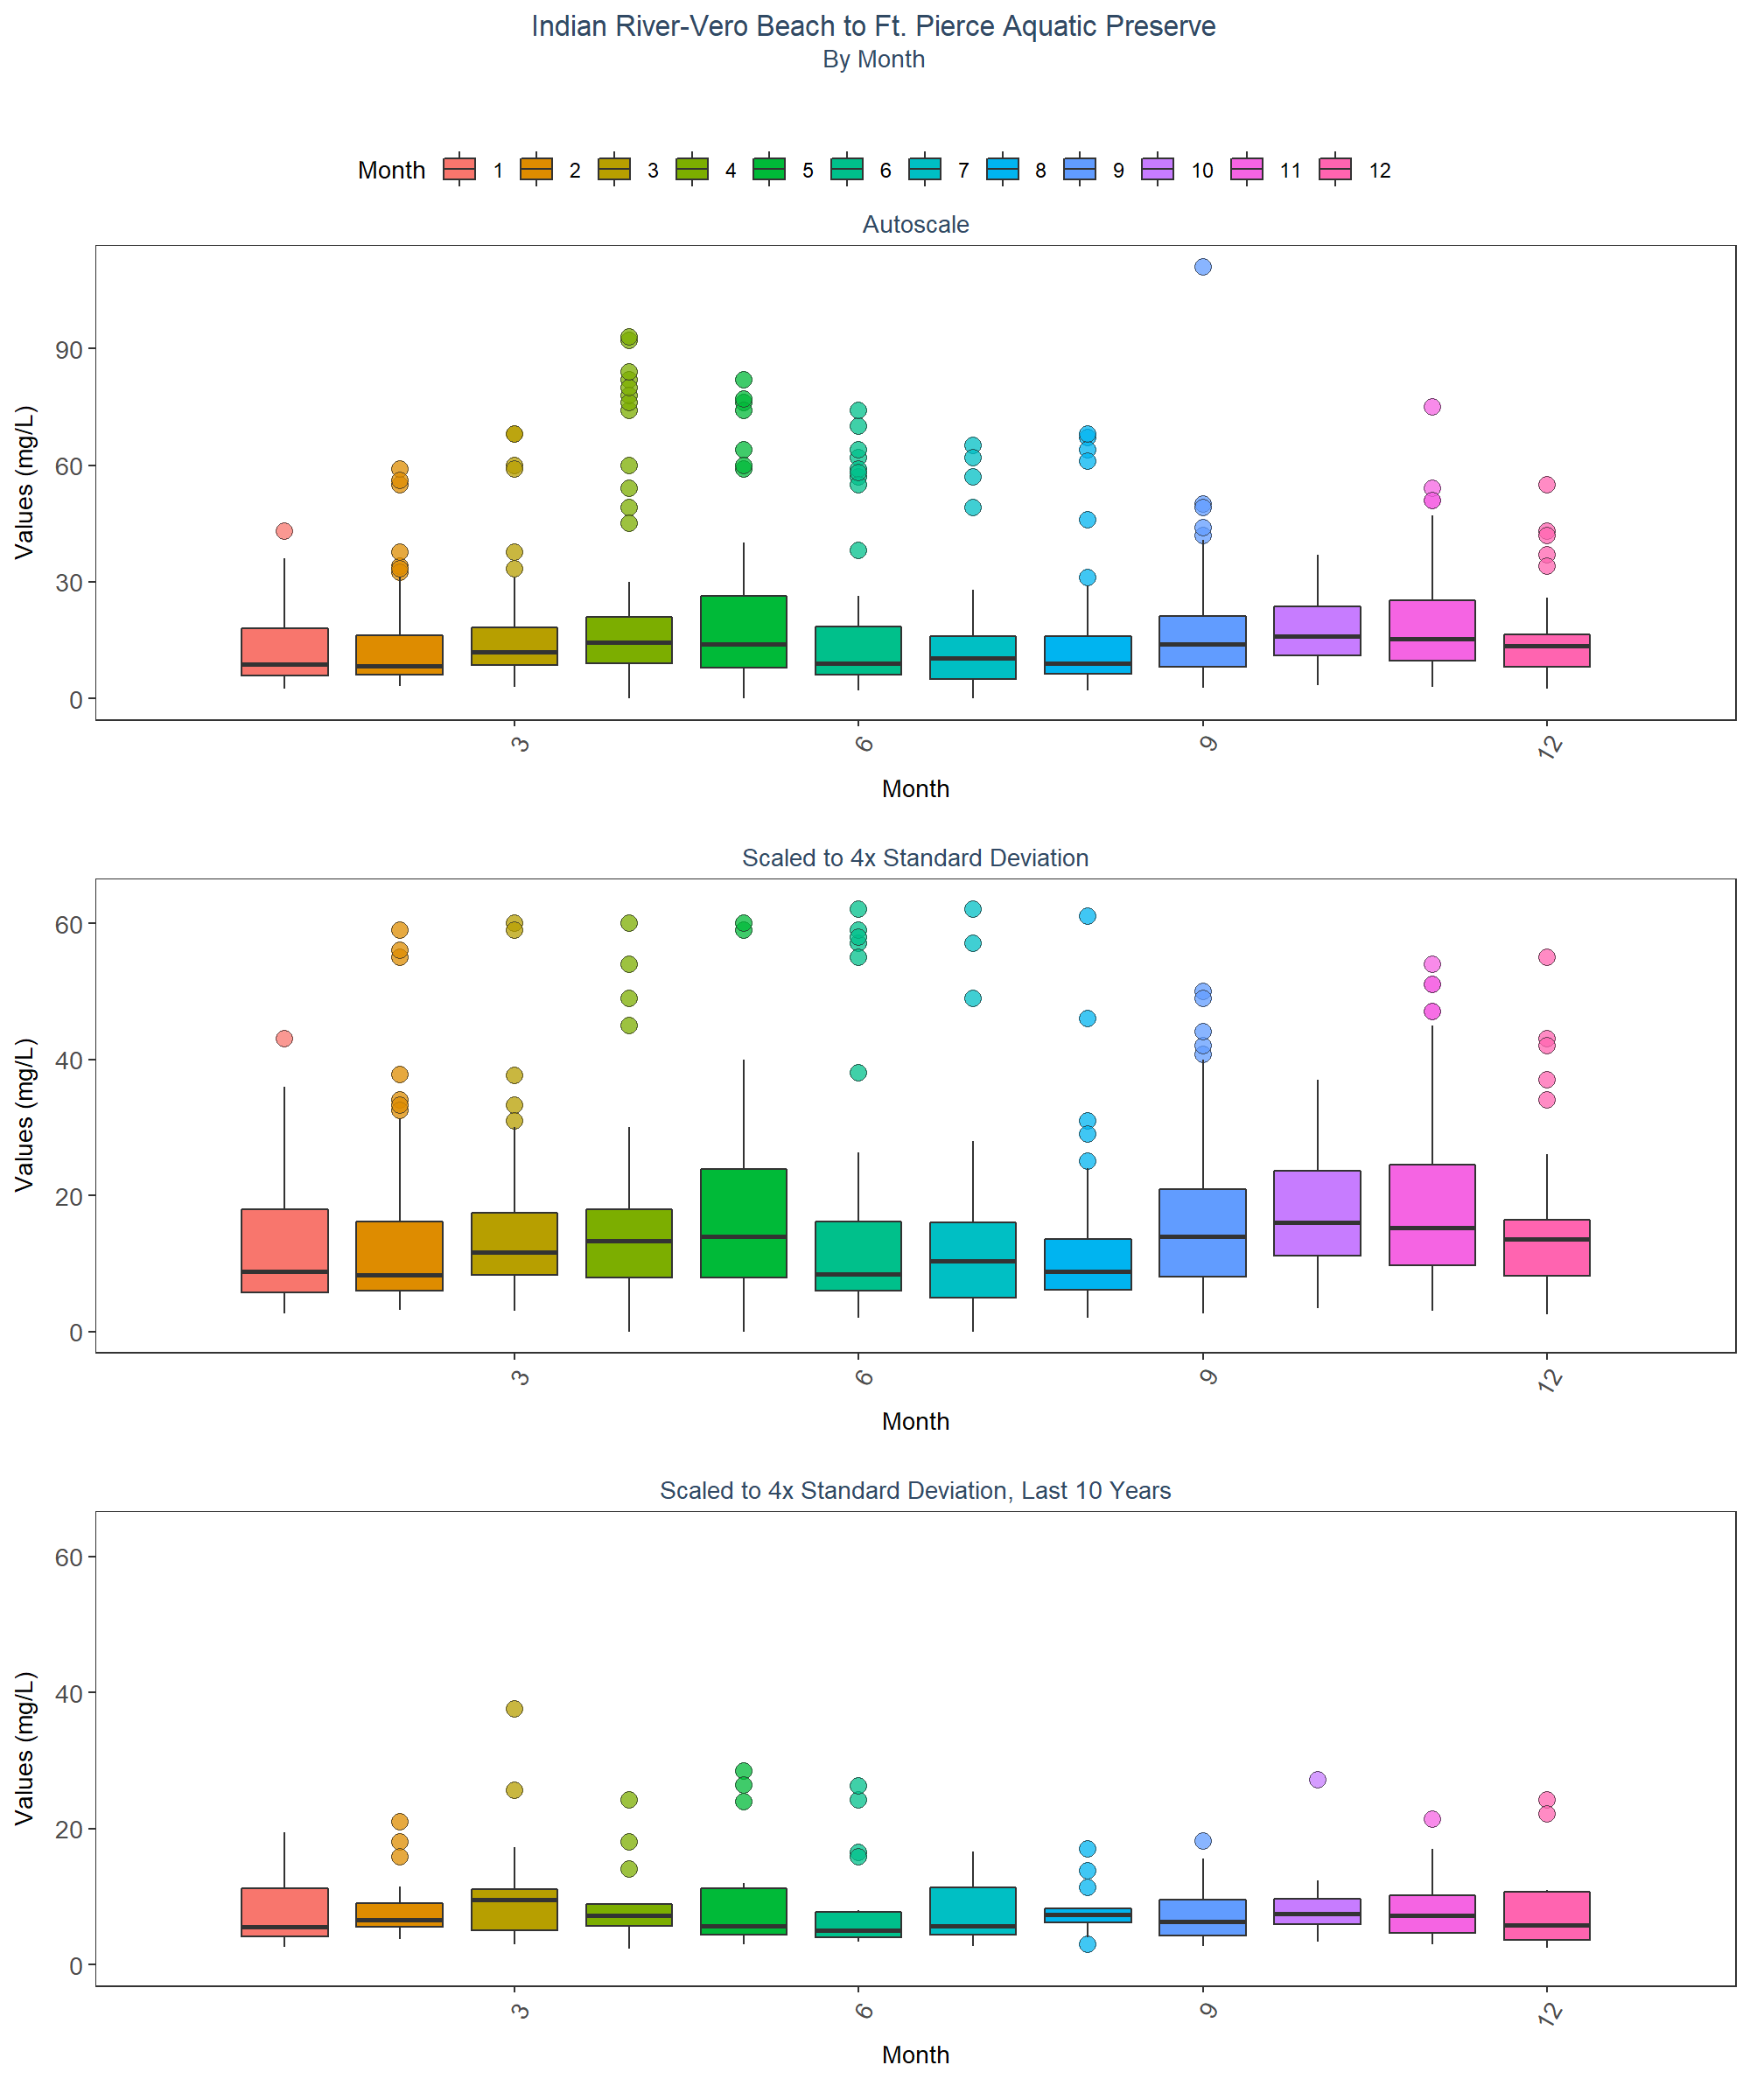 Indian River-Vero Beach to Ft. Pierce Aquatic Preserve
By Month
Month 1 2 3 4 5 6 7 8 9 10 11 12
Autoscale
Values (mg/L)
90
60
30
0
3 6 9 12
Month
Scaled to 4x Standard Deviation
Values (mg/L)
60
40
20
0
3 6 9 12
Month
Scaled to 4x Standard Deviation, Last 10 Years
Values (mg/L)
60
40
20
0
3 6 9 12
Month